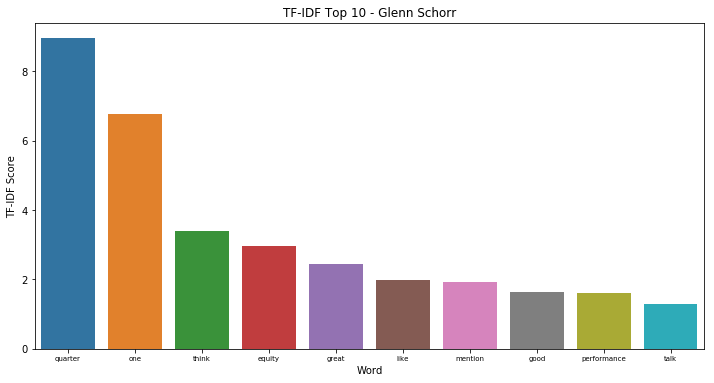 TF-IDF Top 10 - Glenn Schorr
TF-IDF Score
8
6
4
2
0
quarter one think equity great like mention good performance talk
Word